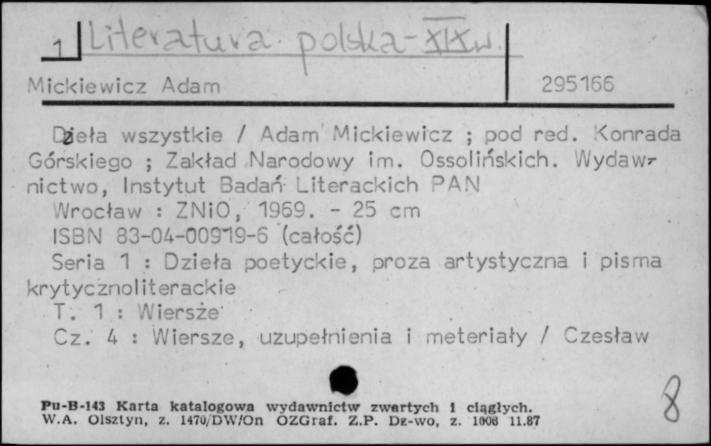 1 Literatura polska - XIX w.
Mickiewicz Adam 295166
Dzieła wszystkie / Adam Mickiewicz ; pod red. Konrada
Górskiego ; Zakład Narodowy im. Ossolińskich. Wydaw-
nictwo, Instytut Badań Literackich PAN
Wrocław : ZNiO, 1969. - 25 cm
ISBN 83-04-00919-6 (całość)
Seria 1 : Dzieła poetyckie, proza artystyczna i pisma
krytycznoliterackie
T. 1 : Wiersze
Cz. 4 : Wiersze, uzupełnienia i meteriały / Czesław
Pu-B-143 Karta katalogowa wydawnictw zwartych i ciągłych.
W.A. Olsztyn, z. 1470/DW/On OZGraf. Z.P. Dz-wo, z. 1008 11.87
8